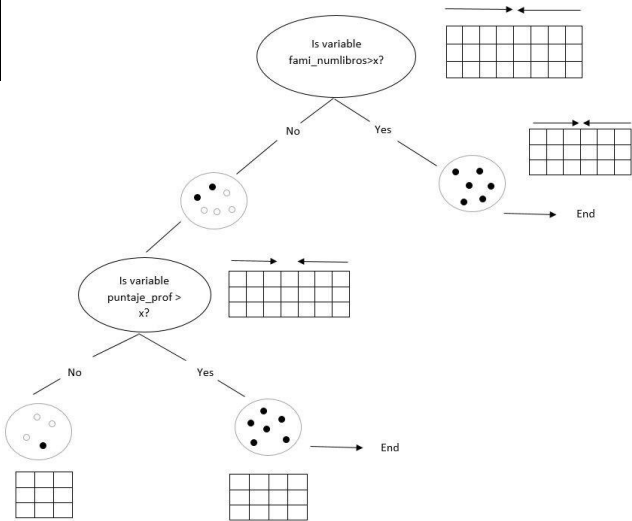 Is variable
fami_numlibros>x?
No
Yes
End
Is variable
puntaje_prof >
x?
No
Yes
End